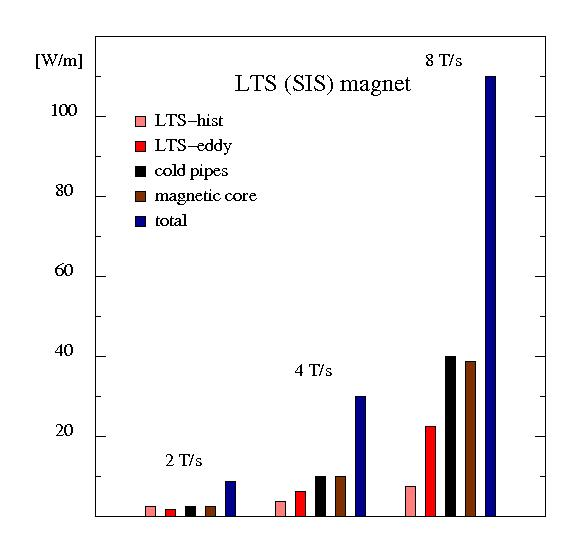 [W/m]
8 T/s
LTS (SIS) magnet
100
LTS−hist
LTS−eddy
cold pipes
80
magnetic core
total
60
40
4 T/s
20
2 T/s